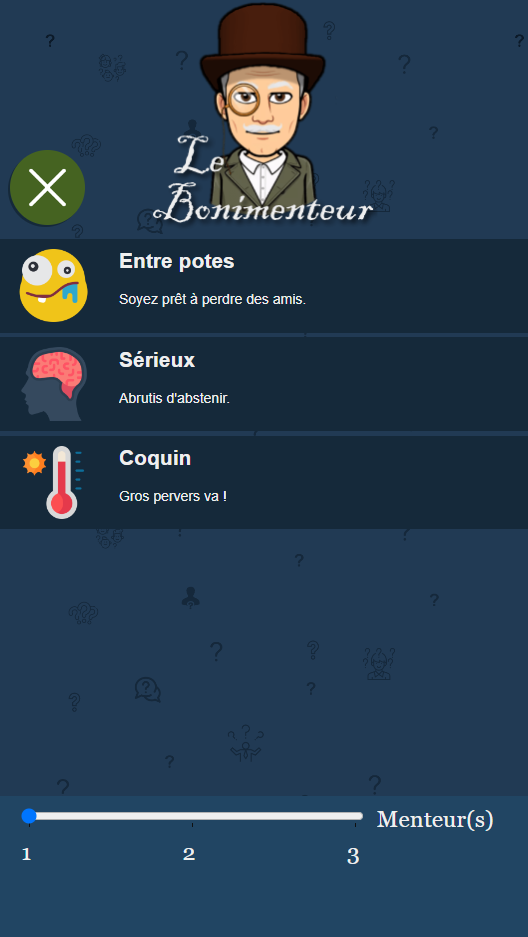 Le
Bonimenteur
Entre potes
Soyez prêt à perdre des amis.
Sérieux
Abrutis d'abstenir.
Coquin
Gros pervers va !
Menteur(s)
1 2 3